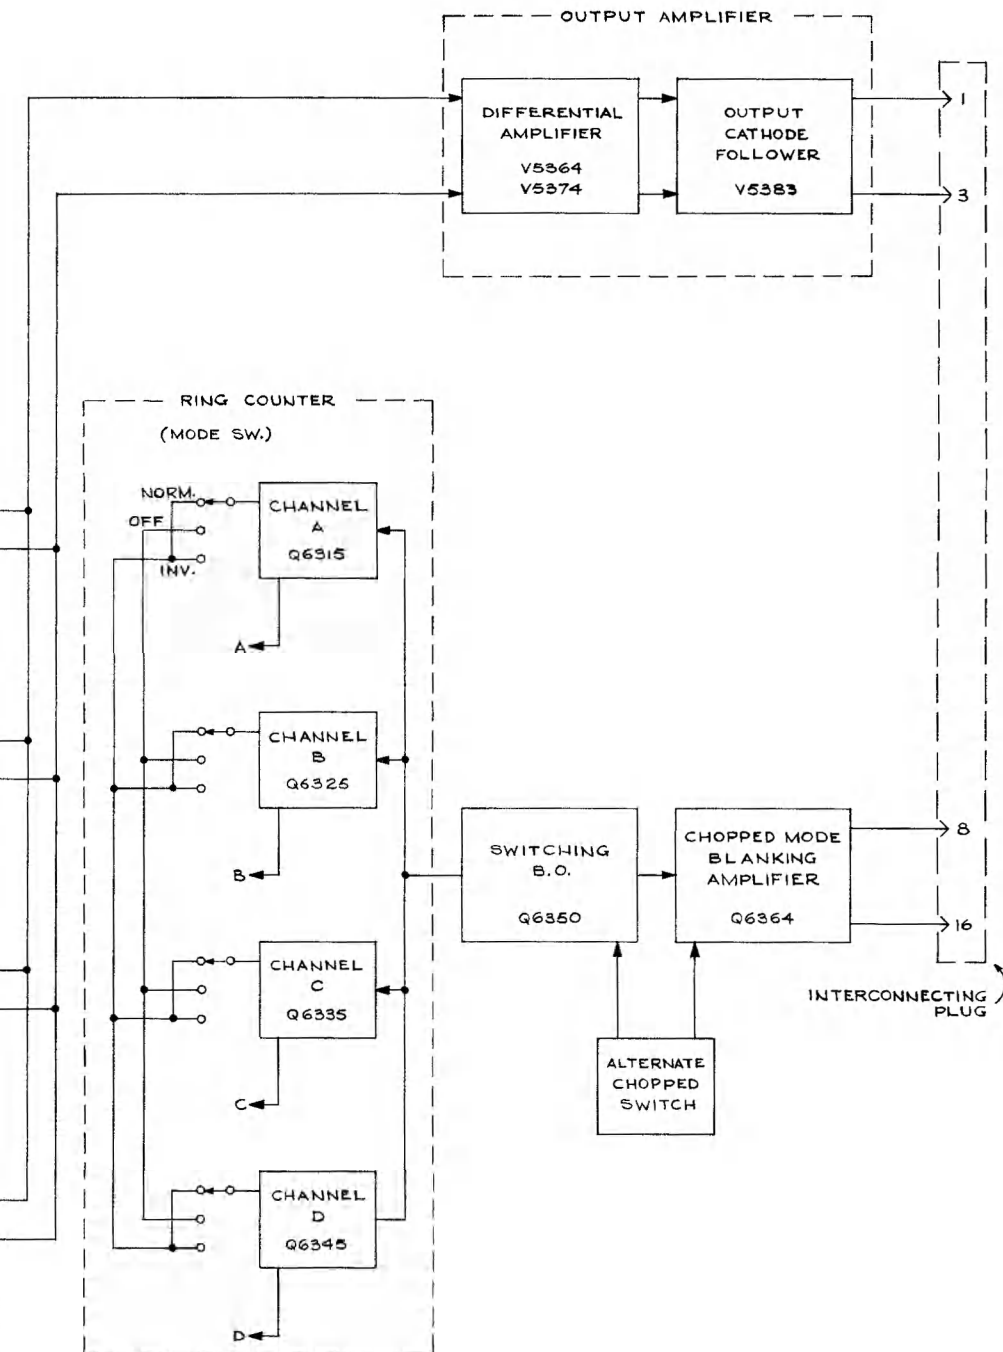 OUTPUT AMPLIFIER
DIFFERENTIAL
AMPLIFIER
V5364
V5374
OUTPUT
CATHODE
FOLLOWER
V5383
1
3
RING COUNTER
(MODE SW.)
NORM.
OFF
INV.
CHANNEL
A
Q6315
A
CHANNEL
B
Q6325
B
CHANNEL
C
Q6335
C
CHANNEL
D
Q6345
D
SWITCHING
B.O.
Q6350
CHOPPED MODE
BLANKING
AMPLIFIER
Q6364
8
16
INTERCONNECTING
PLUG
ALTERNATE
CHOPPED
SWITCH